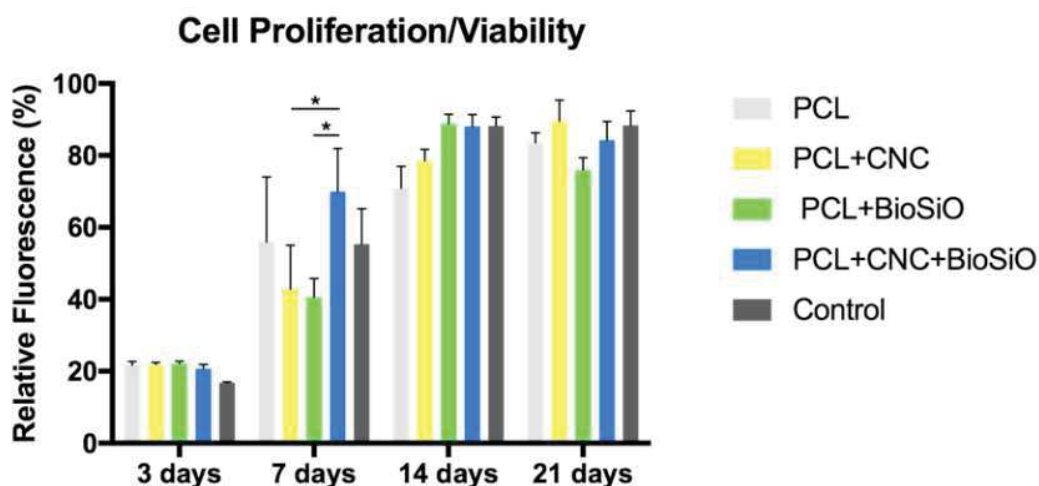 Cell Proliferation/Viability
Relative Fluorescence (%)
100
80
60
40
20
0
*
*
3 days
7 days
14 days
21 days
PCL
PCL+CNC
PCL+BioSiO
PCL+CNC+BioSiO
Control